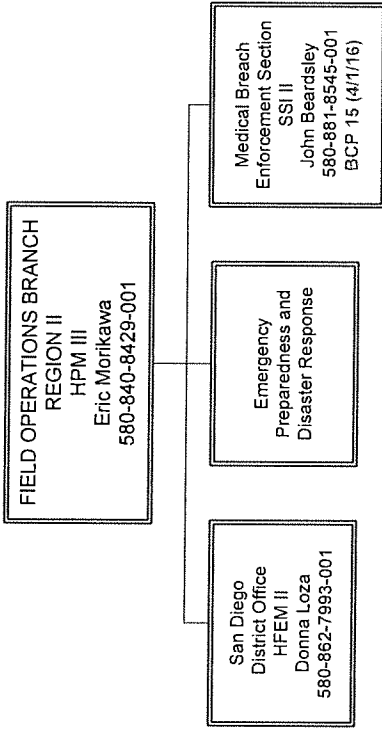 FIELD OPERATIONS BRANCH
REGION II
HPM III
Eric Morikawa
580-840-8429-001
San Diego
District Office
HFEM II
Donna Loza
580-862-7993-001
Emergency
Preparedness and
Disaster Response
Medical Breach
Enforcement Section
SSI II
John Beardsley
580-881-8545-001
BCP 15 (4/1/16)